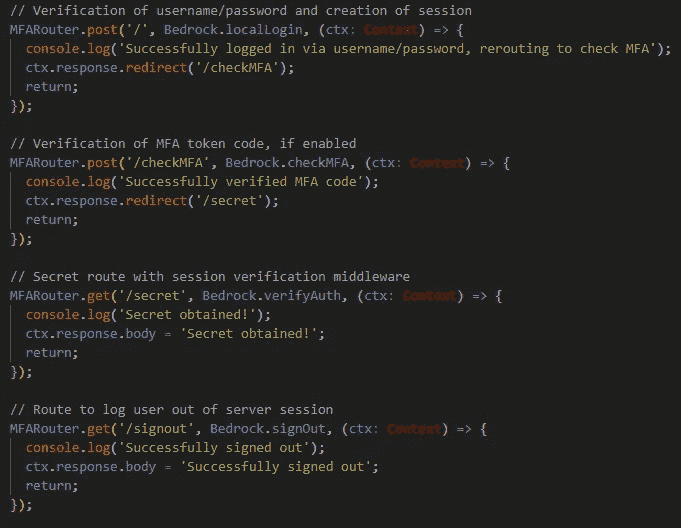 // Verification of username/password and creation of session
MFARouter.post('/', Bedrock.localLogin, (ctx: Context) => {
  console.log('Successfully logged in via username/password, rerouting to check MFA');
  ctx.response.redirect('/checkMFA');
  return;
});

// Verification of MFA token code, if enabled
MFARouter.post('/checkMFA', Bedrock.checkMFA, (ctx: Context) => {
  console.log('Successfully verified MFA code');
  ctx.response.redirect('/secret');
  return;
});

// Secret route with session verification middleware
MFARouter.get('/secret', Bedrock.verifyAuth, (ctx: Context) => {
  console.log('Secret obtained!');
  ctx.response.body = 'Secret obtained!';
  return;
});

// Route to log user out of server session
MFARouter.get('/signout', Bedrock.signOut, (ctx: Context) => {
  console.log('Successfully signed out');
  ctx.response.body = 'Successfully signed out';
  return;
});